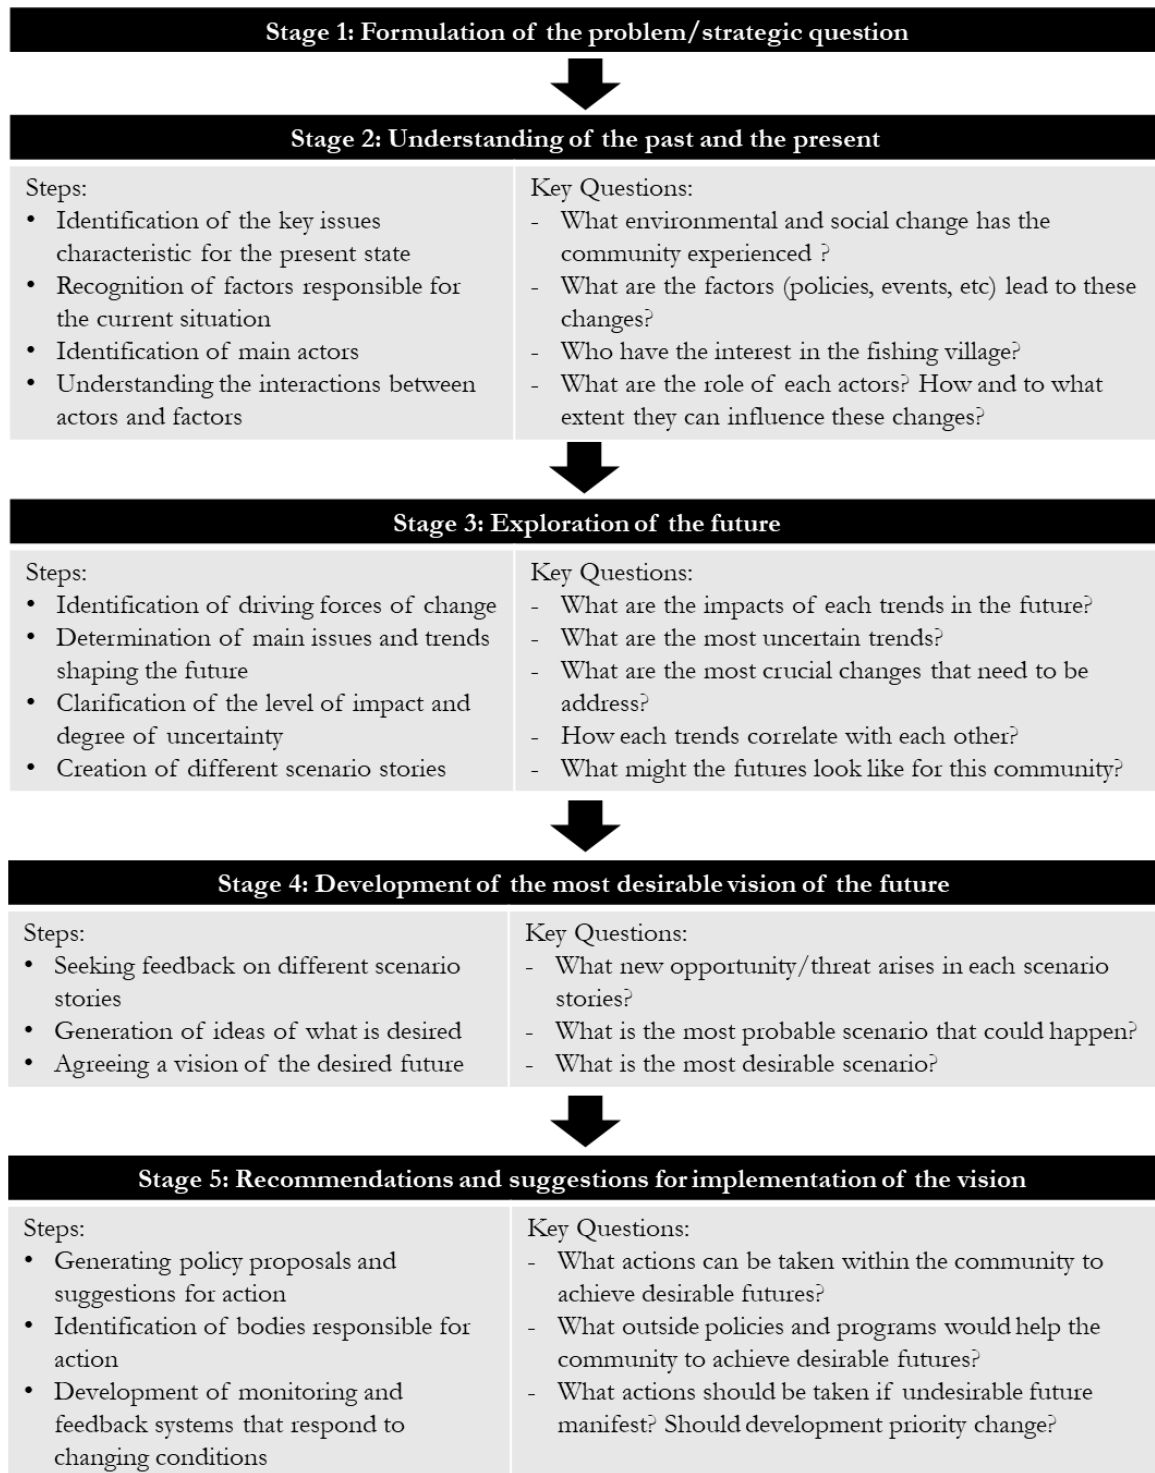 Stage 1: Formulation of the problem/strategic question
Stage 2: Understanding of the past and the present
Steps:
• Identification of the key issues
characteristic for the present state
• Recognition of factors responsible for
the current situation
• Identification of main actors
• Understanding the interactions between
actors and factors
Key Questions:
- What environmental and social change has the
community experienced ?
- What are the factors (policies, events, etc) lead to these
changes?
- Who have the interest in the fishing village?
- What are the role of each actors? How and to what
extent they can influence these changes?
Stage 3: Exploration of the future
Steps:
• Identification of driving forces of change
• Determination of main issues and trends
shaping the future
• Clarification of the level of impact and
degree of uncertainty
• Creation of different scenario stories
Key Questions:
- What are the impacts of each trends in the future?
- What are the most uncertain trends?
- What are the most crucial changes that need to be
address?
- How each trends correlate with each other?
- What might the futures look like for this community?
Stage 4: Development of the most desirable vision of the future
Steps:
• Seeking feedback on different scenario
stories
• Generation of ideas of what is desired
• Agreeing a vision of the desired future
Key Questions:
- What new opportunity/threat arises in each scenario
stories?
- What is the most probable scenario that could happen?
- What is the most desirable scenario?
Stage 5: Recommendations and suggestions for implementation of the vision
Steps:
• Generating policy proposals and
suggestions for action
• Identification of bodies responsible for
action
• Development of monitoring and
feedback systems that respond to
changing conditions
Key Questions:
- What actions can be taken within the community to
achieve desirable futures?
- What outside policies and programs would help the
community to achieve desirable futures?
- What actions should be taken if undesirable future
manifest? Should development priority change?